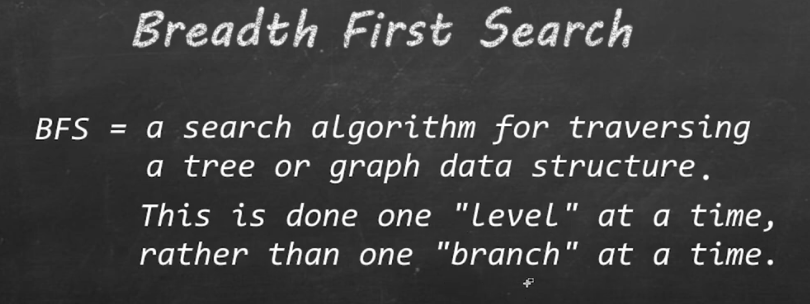 Breadth First Search
BFS = a search algorithm for traversing
a tree or graph data structure.
This is done one "level" at a time,
rather than one "branch" at a time.